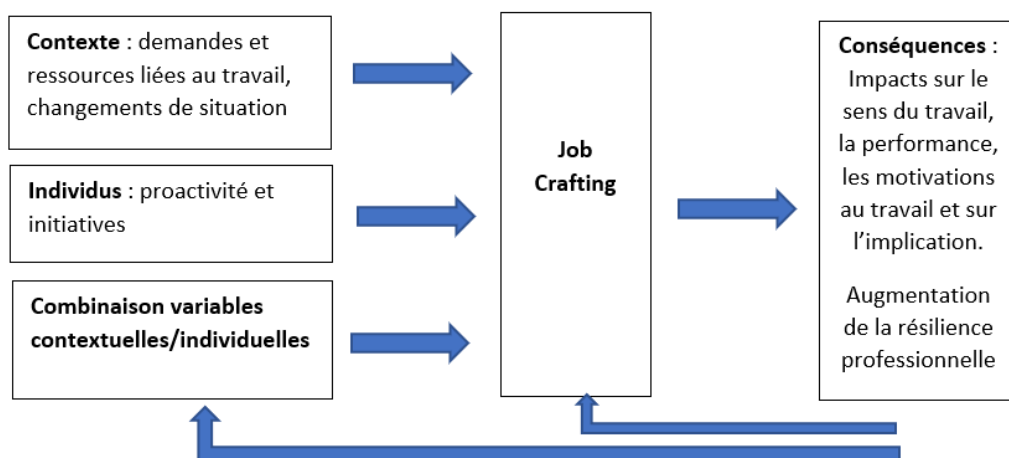 Contexte : demandes et
ressources liées au travail,
changements de situation
Individus : proactivité et
initiatives
Combinaison variables
contextuelles/individuelles
Job
Crafting
Conséquences :
Impacts sur le
sens du travail,
la performance,
les motivations
au travail et sur
l'implication.
Augmentation
de la résilience
professionnelle